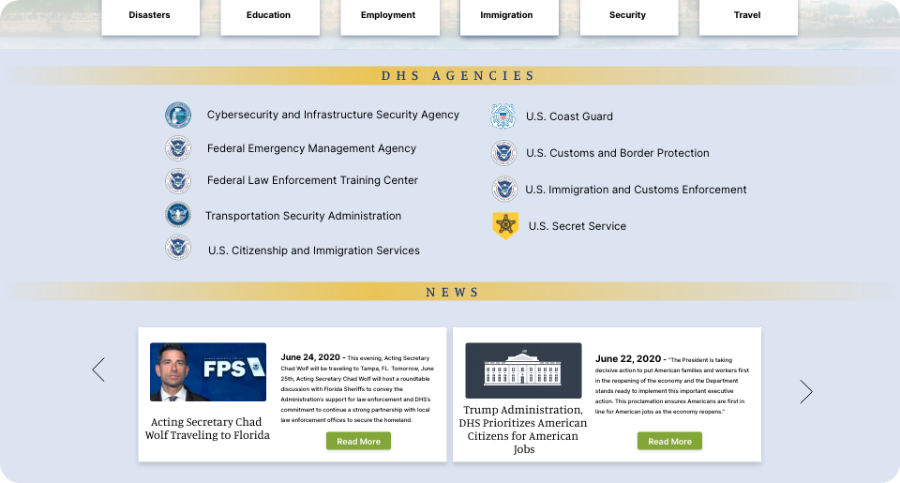 Disasters
Education
Employment
Immigration
Security
Travel
DHS AGENCIES
Cybersecurity and Infrastructure Security Agency
Federal Emergency Management Agency
Federal Law Enforcement Training Center
Transportation Security Administration
U.S. Citizenship and Immigration Services
U.S. Coast Guard
U.S. Customs and Border Protection
U.S. Immigration and Customs Enforcement
U.S. Secret Service
NEWS
FPS
Acting Secretary Chad
Wolf Traveling to Florida
June 24, 2020 - This evening, Acting Secretary
Chad Wolf will be traveling to Tampa, FL. Tomorrow, June
25th, Acting Secretary Chad Wolf will host a roundtable
discussion with Florida Sheriffs to convey the
Administration's support for law enforcement and DHS's
commitment to continue a strong partnership with local
law enforcement offices to secure the homeland.
Read More
Trump Administration,
DHS Prioritizes American
Citizens for American
Jobs
June 22, 2020 - "The President is taking
decisive action to put American families and workers first
in the reopening of the economy and the Department
stands ready to implement this important executive
action. This proclamation ensures Americans are first in
line for American jobs as the economy reopens."
Read More